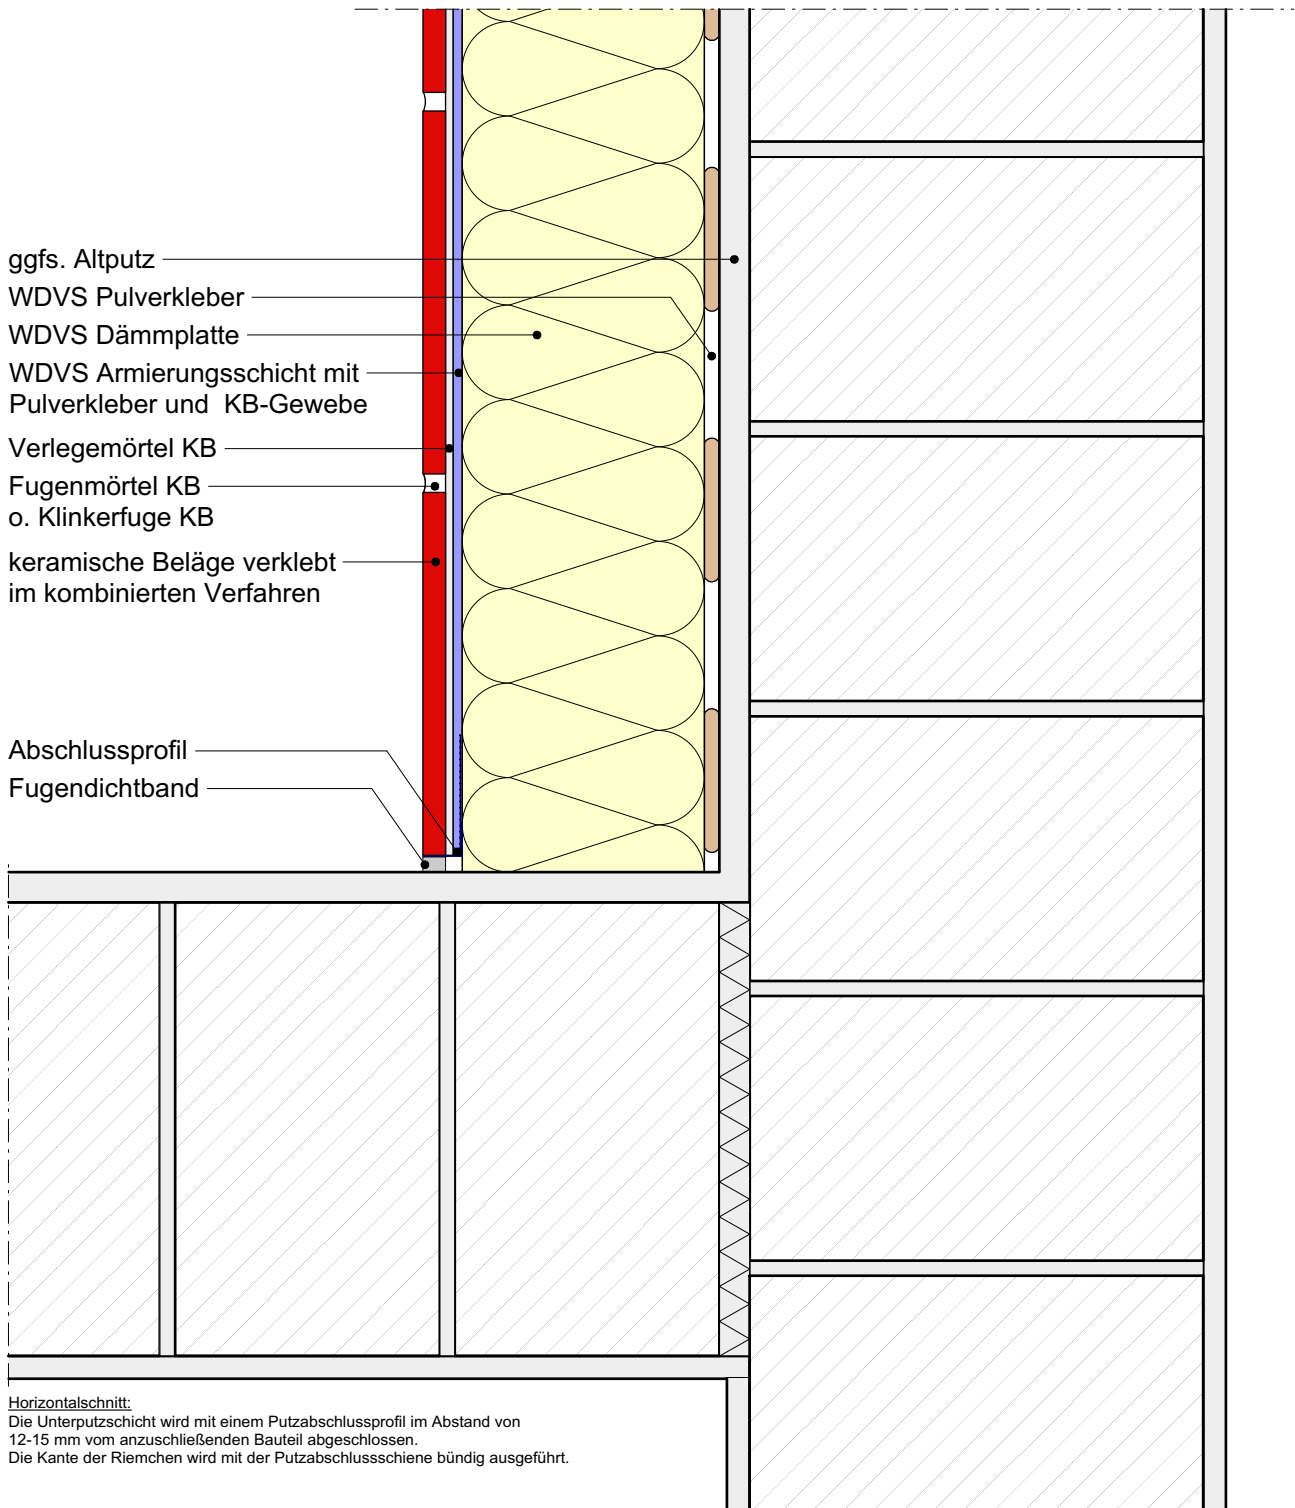 ggfs. Altputz
WDVS Pulverkleber
WDVS Dämmplatte
WDVS Armierungsschicht mit
Pulverkleber und KB-Gewebe
Verlegemörtel KB
Fugenmörtel KB
o. Klinkerfuge KB
keramische Beläge verklebt
im kombinierten Verfahren
Abschlussprofil
Fugendichtband
Horizontalschnitt:
Die Unterputzschicht wird mit einem Putzabschlussprofil im Abstand von
12-15 mm vom anzuschließenden Bauteil abgeschlossen.
Die Kante der Riemchen wird mit der Putzabschlussschiene bündig ausgeführt.